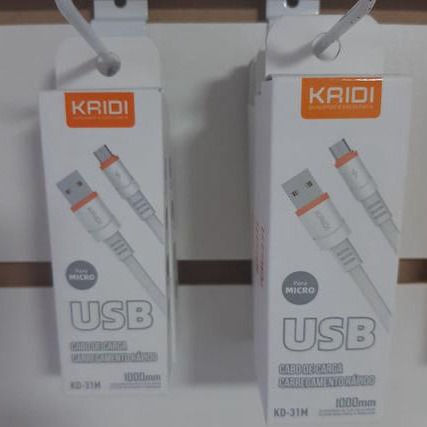 KRIDI
Para
MICRO
USB
CABO DE CARGA
CARREGAMENTO RÁPIDO
1000mm
KD-31M
KRIDI
KRIDI
Para
MICRO
USB
CABO DE CARGA
CARREGAMENTO RÁPIDO
1000mm
KD-31M